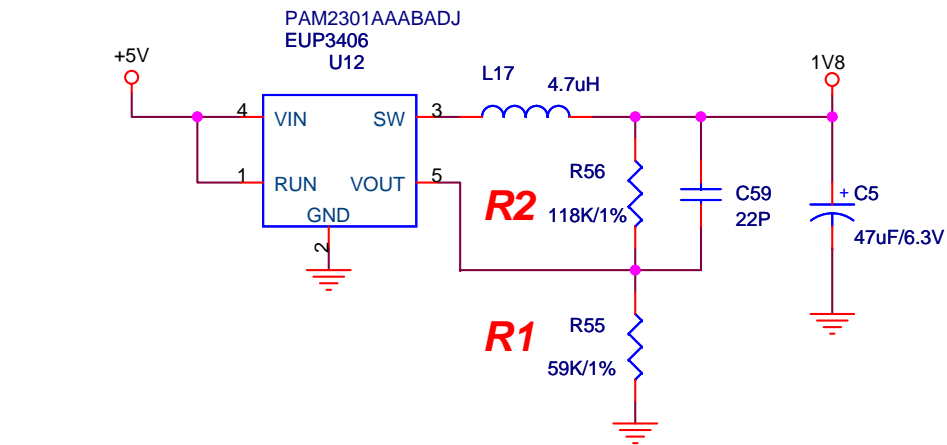 PAM2301AAABADJ
EUP3406
U12
+5V
L17
4.7uH
1V8
4
VIN
SW
3
1
RUN
VOUT
5
GND
2
R2
R56
118K/1%
C59
22P
+
C5
47uF/6.3V
R1
R55
59K/1%